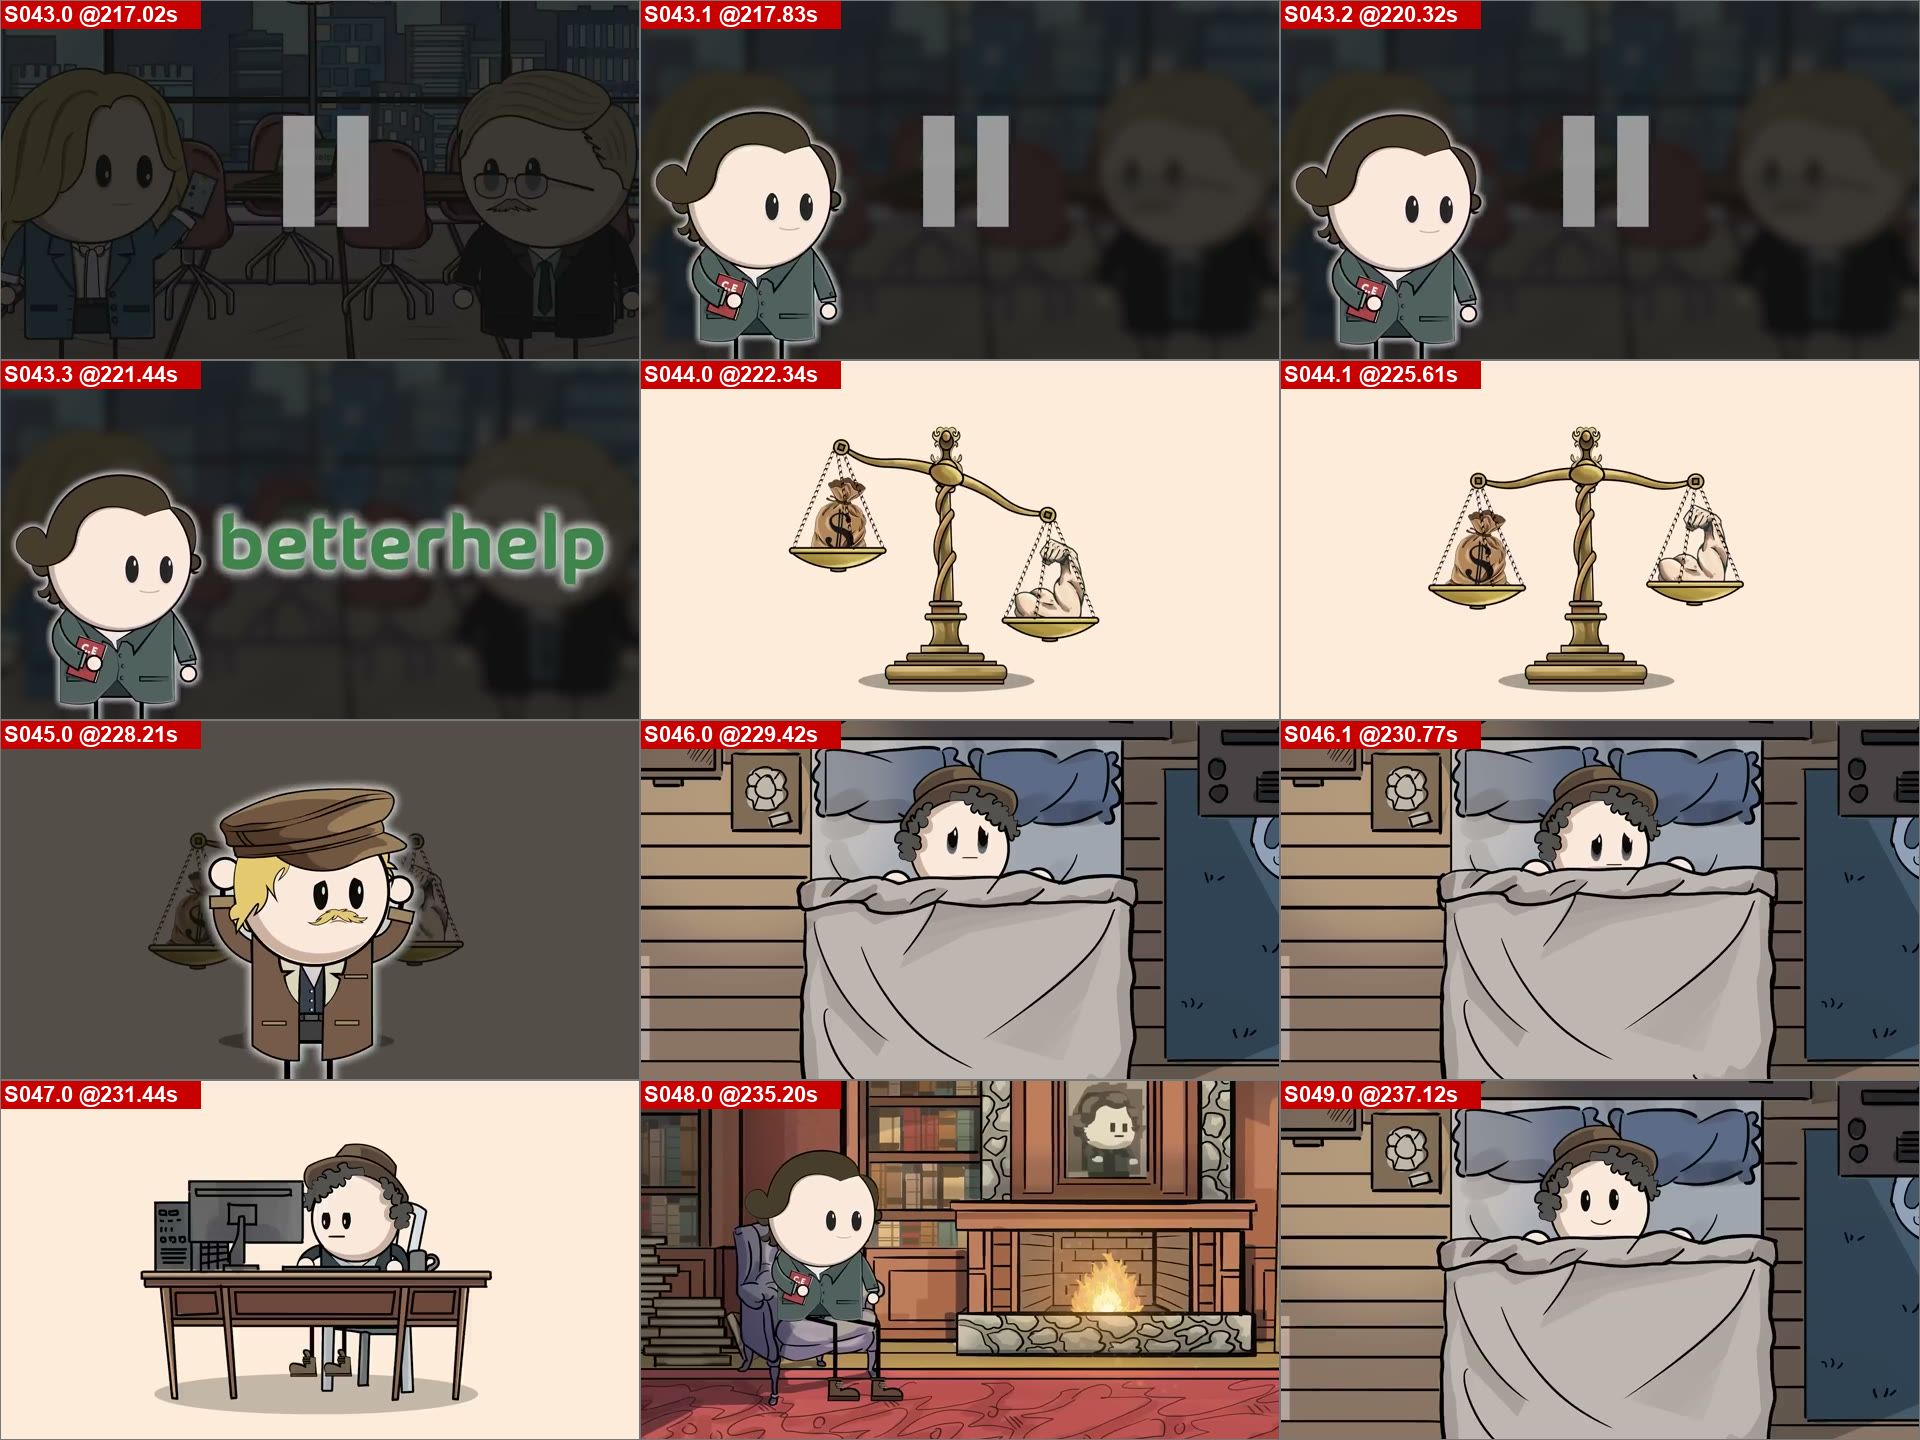 S043.0 @217.02s
S043.1 @217.83s
C.E
S043.2 @220.32s
C.E
S043.3 @221.44s
betterhelp
C.E
S044.0 @222.34s
$
S044.1 @225.61s
$
S045.0 @228.21s
S046.0 @229.42s
S046.1 @230.77s
S047.0 @231.44s
S048.0 @235.20s
C.E
S049.0 @237.12s